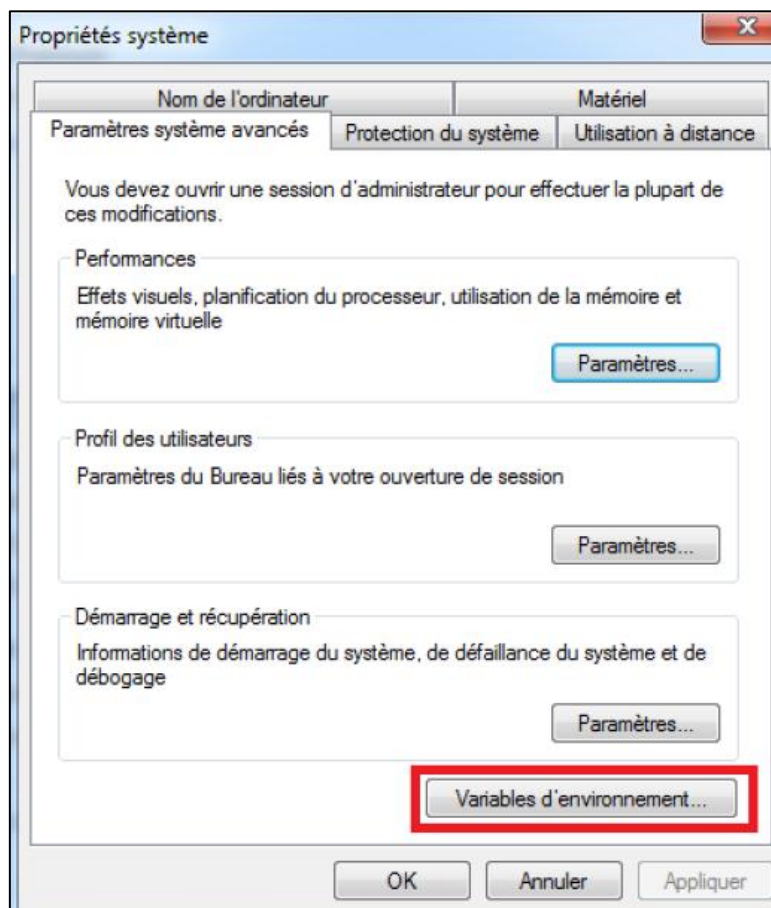 Propriétés système
Nom de l'ordinateur
Matériel
Paramètres système avancés
Protection du système
Utilisation à distance
Vous devez ouvrir une session d'administrateur pour effectuer la plupart de
ces modifications.
Performances
Effets visuels, planification du processeur, utilisation de la mémoire et
mémoire virtuelle
Paramètres...
Profil des utilisateurs
Paramètres du Bureau liés à votre ouverture de session
Paramètres...
Démarrage et récupération
Informations de démarrage du système, de défaillance du système et de
débogage
Paramètres...
Variables d'environnement...
OK
Annuler
Appliquer